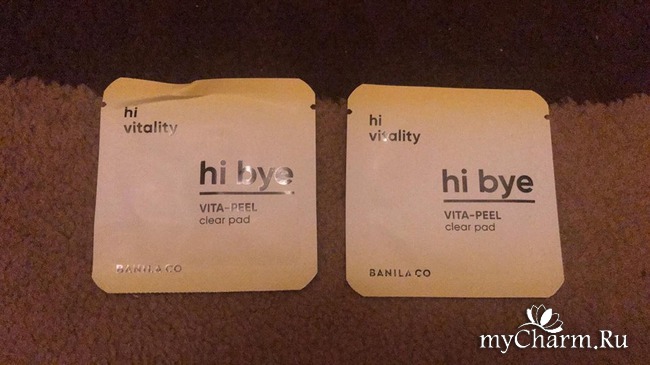 hi
vitality
hi bye
VITA-PEEL
clear pad
BANILA CO
hi
vitality
hi bye
VITA-PEEL
clear pad
BANILA CO
myCharm.Ru